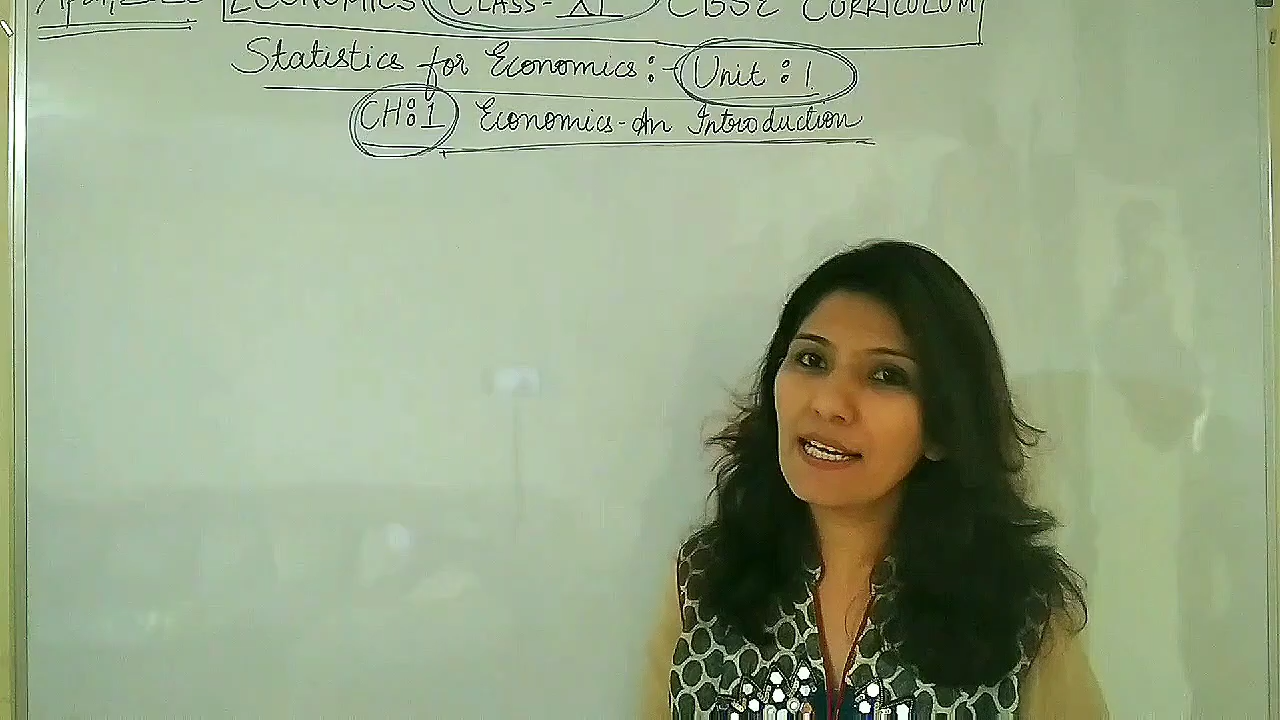 ECONOMICS CLASS-XI CBSE CURRICULUM
Statistics for Economics:- Unit:1
CH:1 Economics-An Introduction